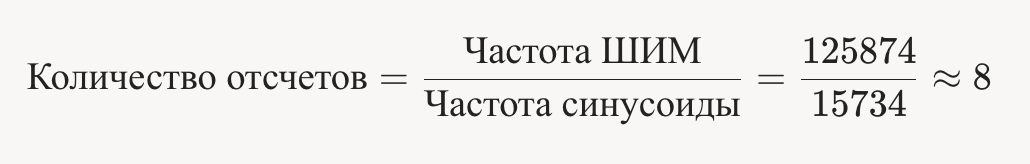 Количество отсчетов = Частота ШИМ / Частота синусоиды = 125874 / 15734 ≈ 8